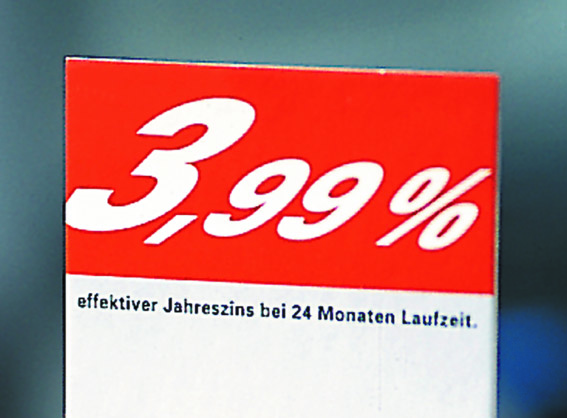 3,99%
effektiver Jahreszins bei 24 Monaten Laufzeit.